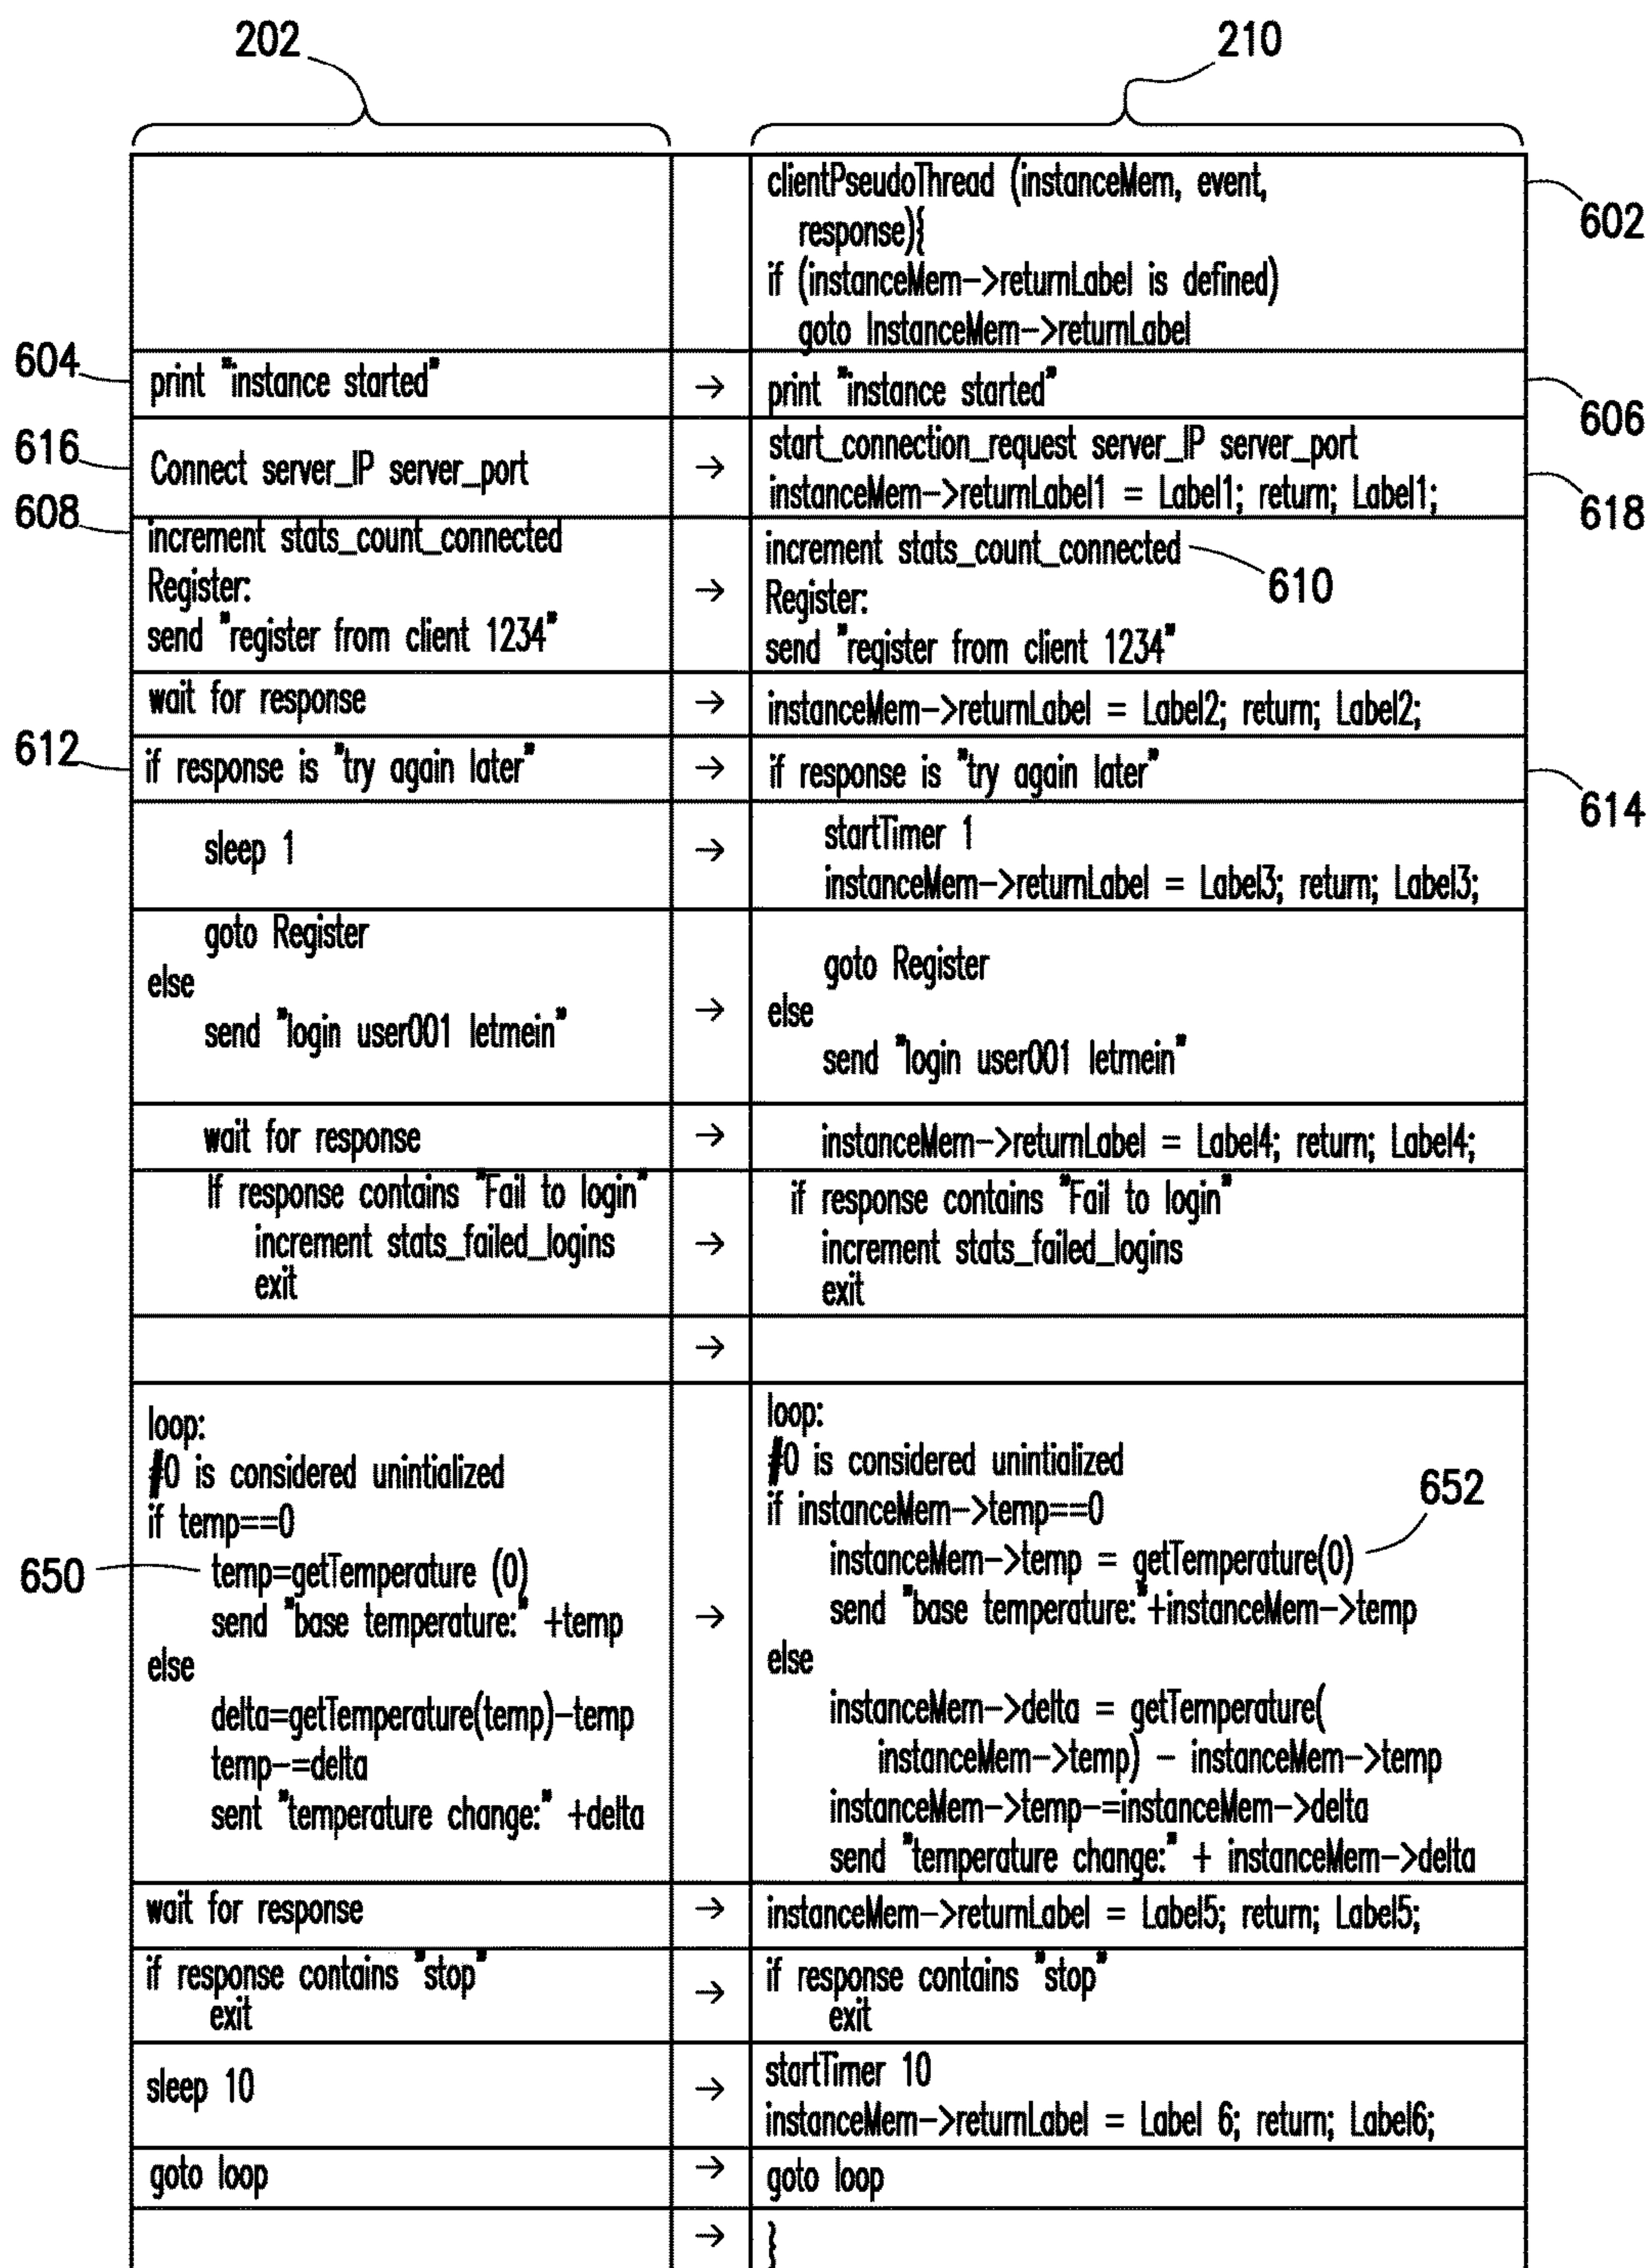 202
210
clientPseudoThread (instanceMem, event,
response){
if (instanceMem->returnLabel is defined)
goto InstanceMem->returnLabel
602
604
print "instance started"
→
print "instance started"
606
616
Connect server_IP server_port
→
start_connection_request server_IP server_port
instanceMem->returnLabel1 = Label1; return; Label1;
618
608
increment stats_count_connected
Register:
send "register from client 1234"
→
increment stats_count_connected
610
Register:
send "register from client 1234"
wait for response
→
instanceMem->returnLabel = Label2; return; Label2;
612
if response is "try again later"
→
if response is "try again later"
614
sleep 1
→
startTimer 1
instanceMem->returnLabel = Label3; return; Label3;
goto Register
else
send "login user001 letmein"
→
goto Register
else
send "login user001 letmein"
wait for response
→
instanceMem->returnLabel = Label4; return; Label4;
If response contains "Fail to login"
increment stats_failed_logins
exit
→
if response contains "Fail to login"
increment stats_failed_logins
exit
→
loop:
#0 is considered unintialized
if temp==0
650
temp=getTemperature (0)
send "base temperature:" +temp
else
delta=getTemperature(temp)-temp
temp-=delta
sent "temperature change:" +delta
→
loop:
#0 is considered unintialized
if instanceMem->temp==0
652
instanceMem->temp = getTemperature(0)
send "base temperature:"+instanceMem->temp
else
instanceMem->delta = getTemperature(
instanceMem->temp) - instanceMem->temp
instanceMem->temp-=instanceMem->delta
send "temperature change:" + instanceMem->delta
wait for response
→
instanceMem->returnLabel = Label5; return; Label5;
if response contains "stop"
exit
→
if response contains "stop"
exit
sleep 10
→
startTimer 10
instanceMem->returnLabel = Label 6; return; Label6;
goto loop
→
goto loop
→
}